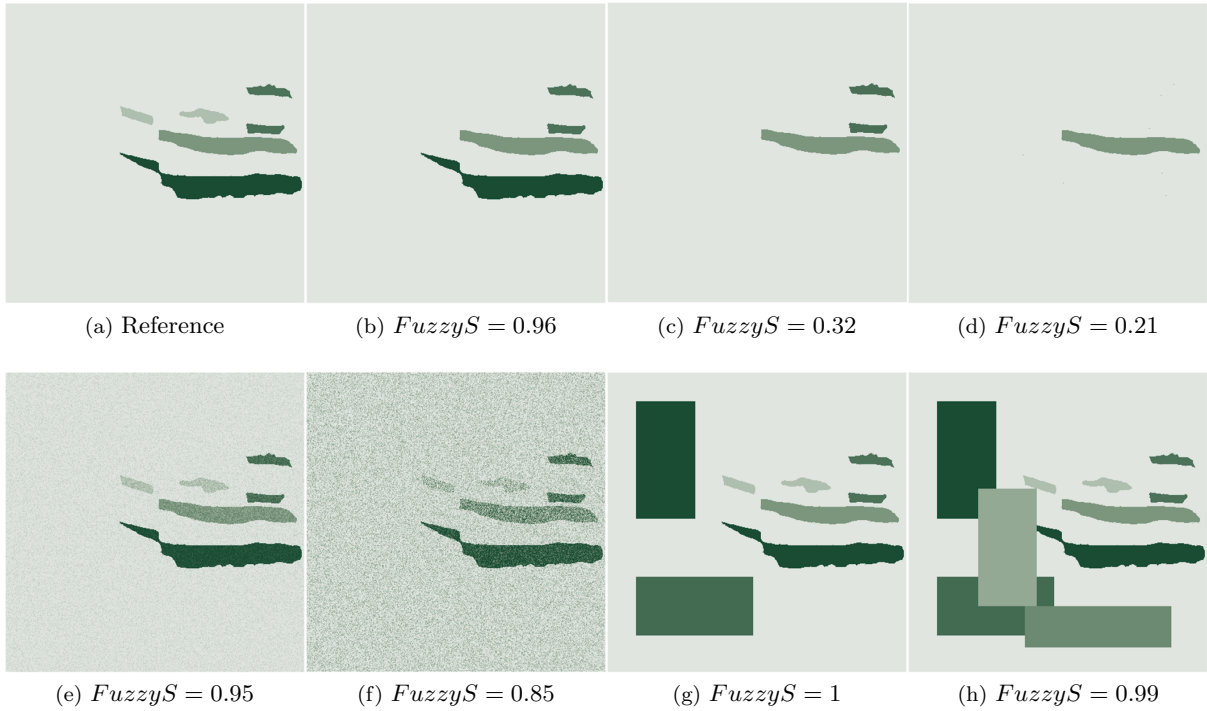 (a) Reference
(b) FuzzyS = 0.96
(c) FuzzyS = 0.32
(d) FuzzyS = 0.21
(e) FuzzyS = 0.95
(f) FuzzyS = 0.85
(g) FuzzyS = 1
(h) FuzzyS = 0.99